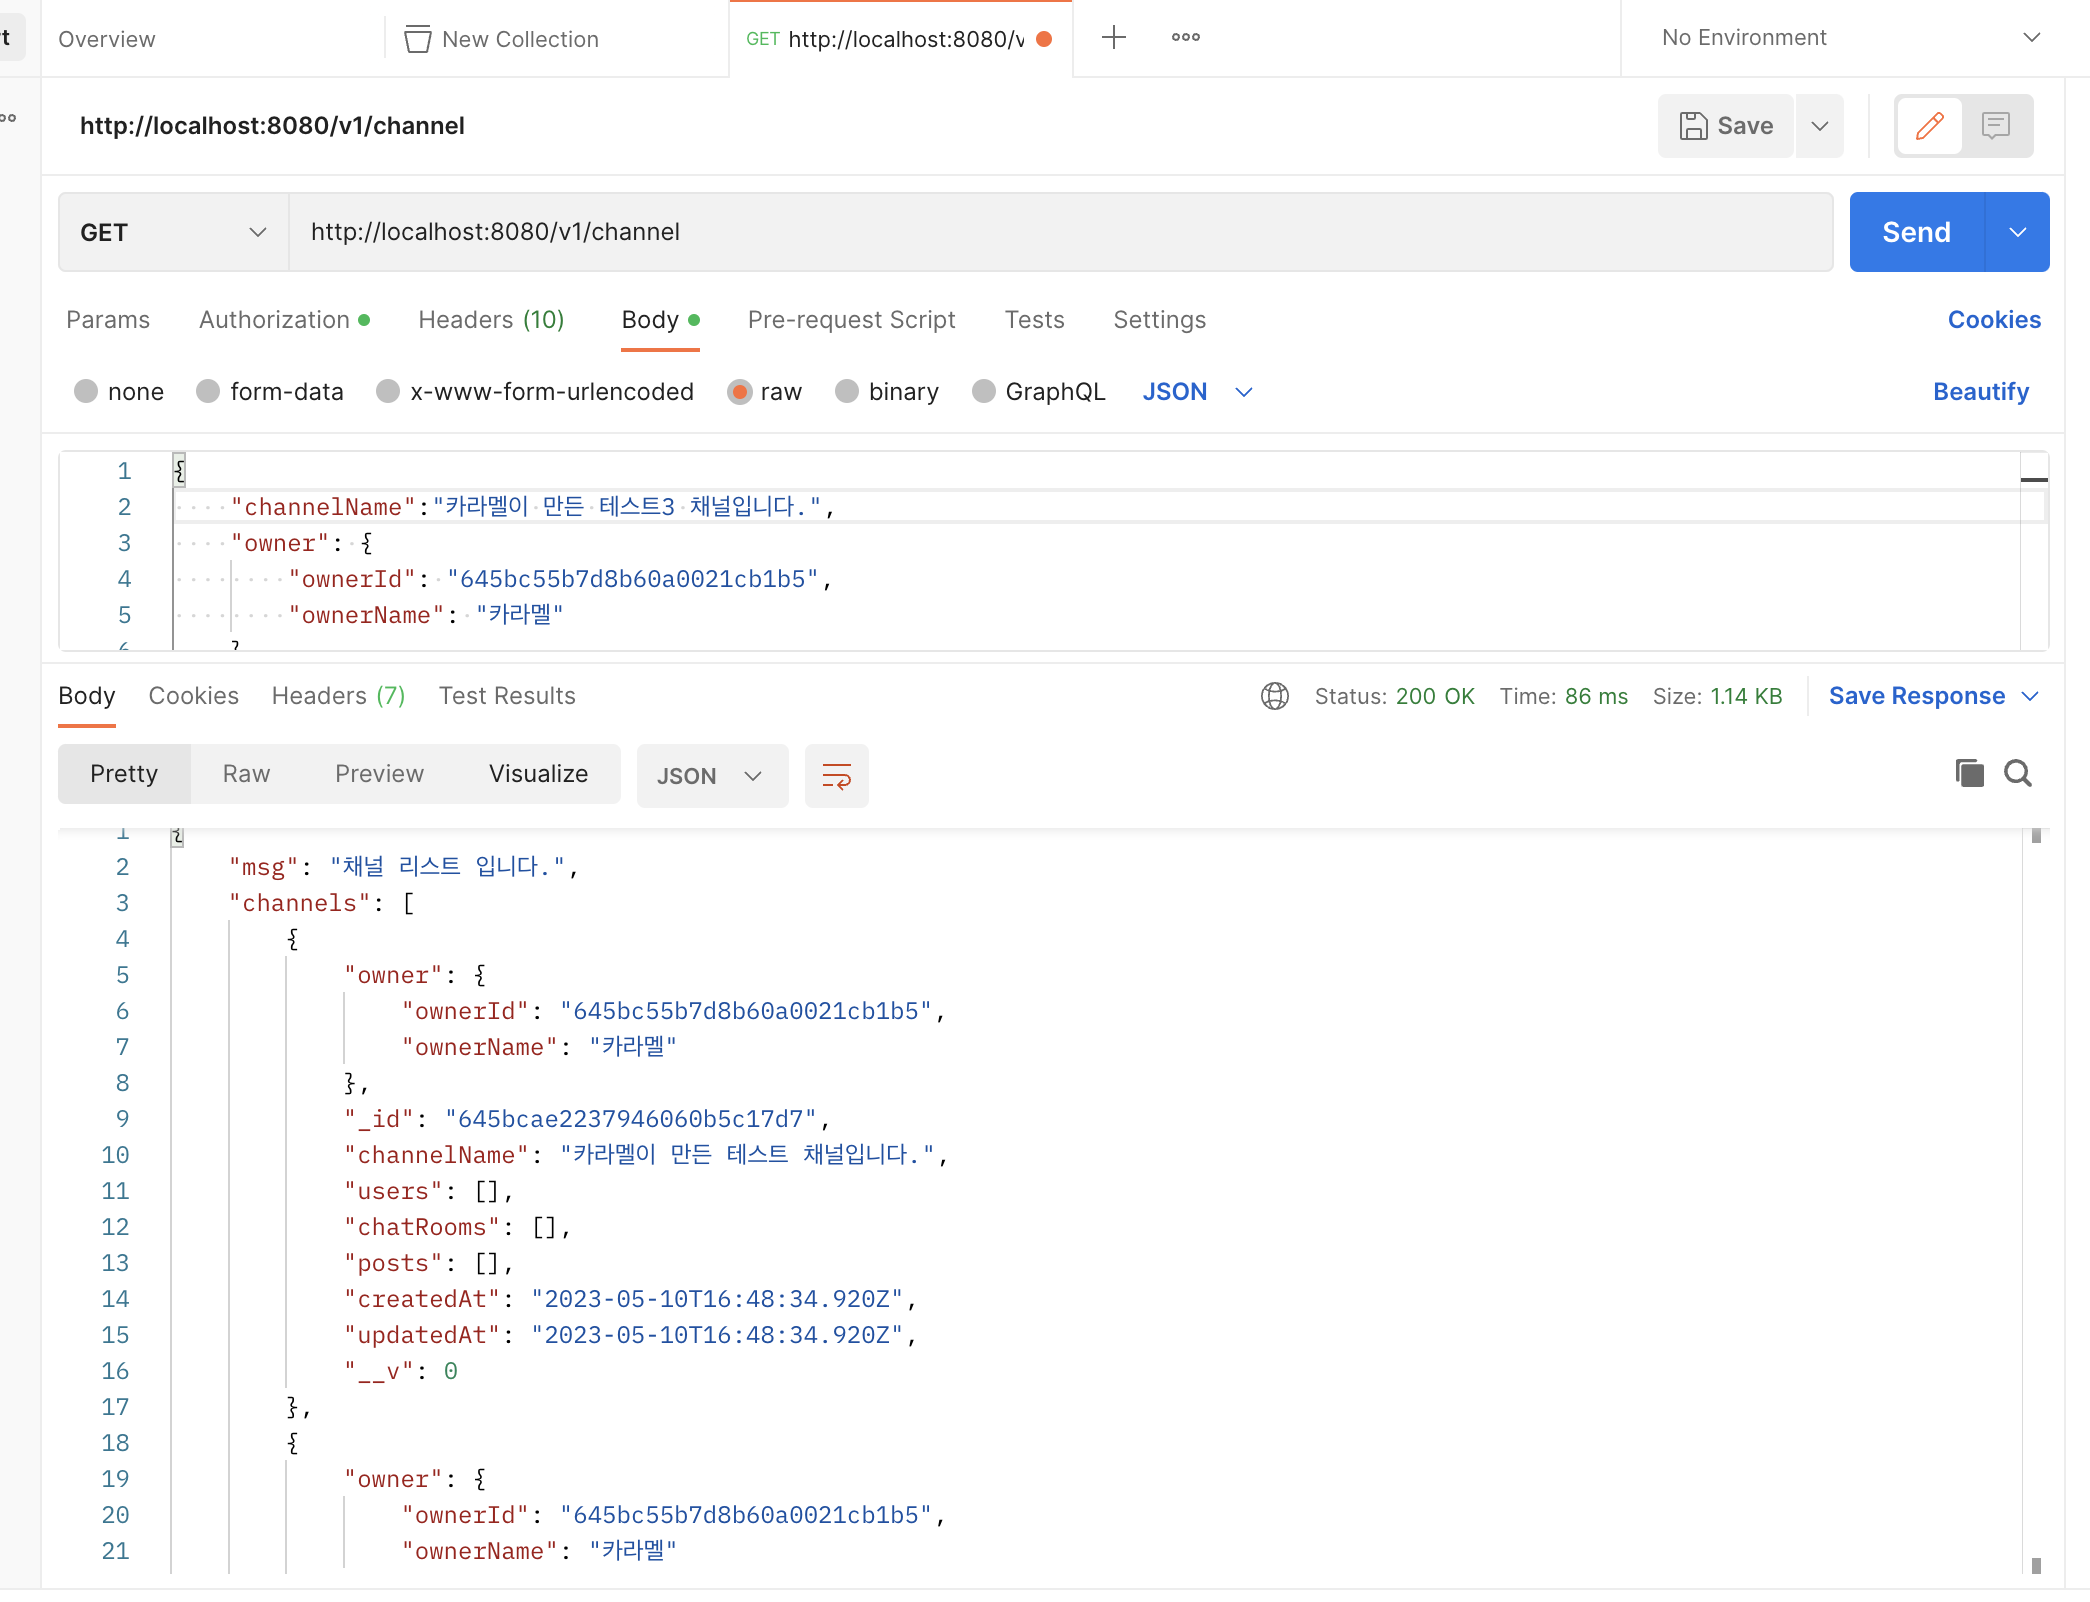 t
Overview
New Collection
GET http://localhost:8080/v
No Environment
http://localhost:8080/v1/channel
Save
GET
http://localhost:8080/v1/channel
Send
Params
Authorization
Headers (10)
Body
Pre-request Script
Tests
Settings
Cookies
none
form-data
x-www-form-urlencoded
raw
binary
GraphQL
JSON
Beautify
1 {
2 "channelName":"카라멜이 만든 테스트3 채널입니다.",
3 "owner": {
4 "ownerId": "645bc55b7d8b60a0021cb1b5",
5 "ownerName": "카라멜"
6 }
Body
Cookies
Headers (7)
Test Results
Status: 200 OK
Time: 86 ms
Size: 1.14 KB
Save Response
Pretty
Raw
Preview
Visualize
JSON
1 {
2 "msg": "채널 리스트 입니다.",
3 "channels": [
4 {
5 "owner": {
6 "ownerId": "645bc55b7d8b60a0021cb1b5",
7 "ownerName": "카라멜"
8 },
9 "_id": "645bcae2237946060b5c17d7",
10 "channelName": "카라멜이 만든 테스트 채널입니다.",
11 "users": [],
12 "chatRooms": [],
13 "posts": [],
14 "createdAt": "2023-05-10T16:48:34.920Z",
15 "updatedAt": "2023-05-10T16:48:34.920Z",
16 "__v": 0
17 },
18 {
19 "owner": {
20 "ownerId": "645bc55b7d8b60a0021cb1b5",
21 "ownerName": "카라멜"